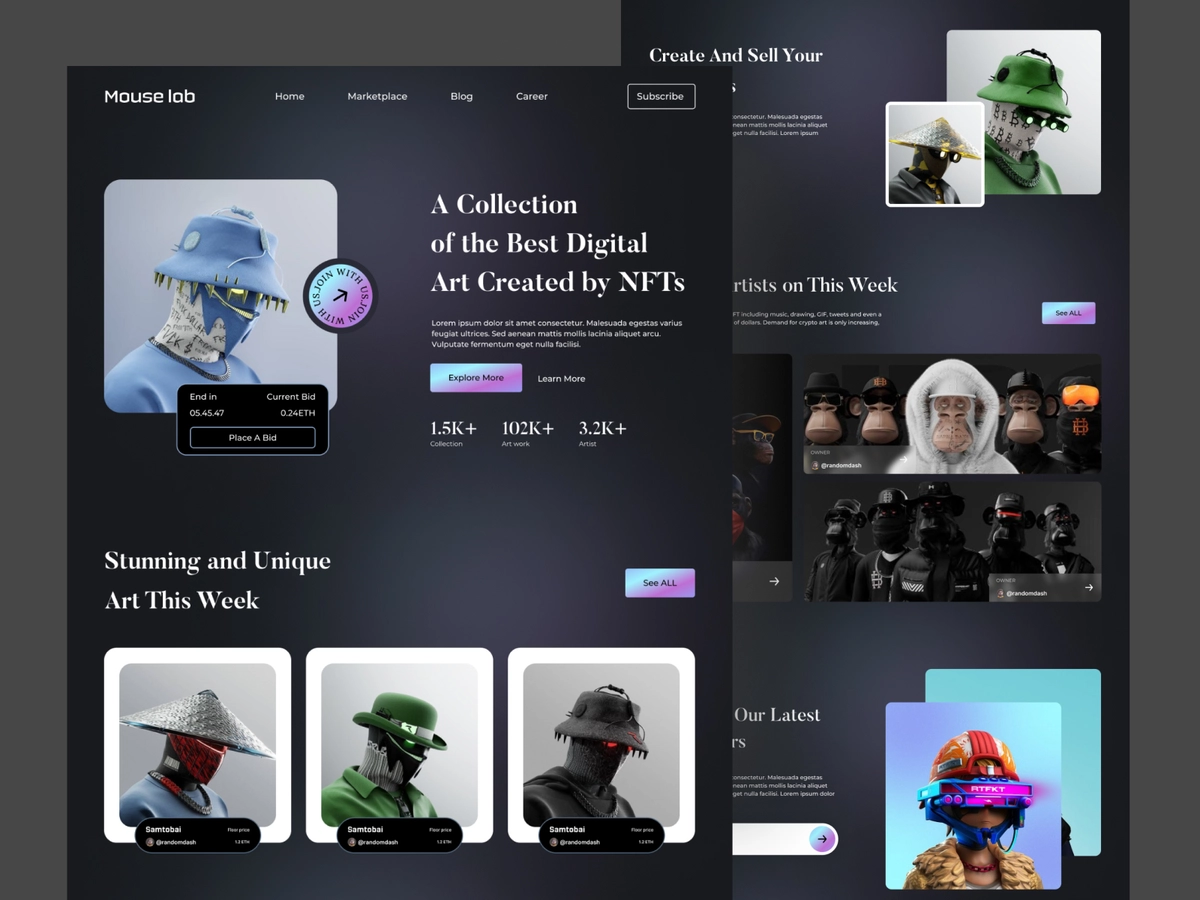 Mouse lab
Home
Marketplace
Blog
Career
Subscribe
A Collection
of the Best Digital
Art Created by NFTs
JOIN WITH US.JOIN WITH US.
Lorem ipsum dolor sit amet consectetur. Malesuada egestas varius
feugiat ultrices. Sed aenean mattis mollis lacinia aliquet arcu.
Vulputate fermentum eget nulla facilisi.
Explore More
Learn More
End in
Current Bid
05.45.47
0.24ETH
Place A Bid
1.5K+
102K+
3.2K+
Collection
Art work
Artist
Stunning and Unique
Art This Week
See ALL
Samtobai
Floor price
@randomdash
1.2 ETH
Samtobai
Floor price
@randomdash
1.2 ETH
Samtobai
Floor price
@randomdash
1.2 ETH
Create And Sell Your
s
consectetur. Malesuada egestas
nean mattis mollis lacinia aliquet
get nulla facilisi. Lorem ipsum
rtists on This Week
FT including music, drawing, GIF, tweets and even a
of dollars. Demand for crypto art is only increasing,
See ALL
OWNER
@randomdash
OWNER
@randomdash
Our Latest
rs
consectetur. Malesuada egestas
nean mattis mollis lacinia aliquet
get nulla facilisi. Lorem ipsum dolor
RTFKT